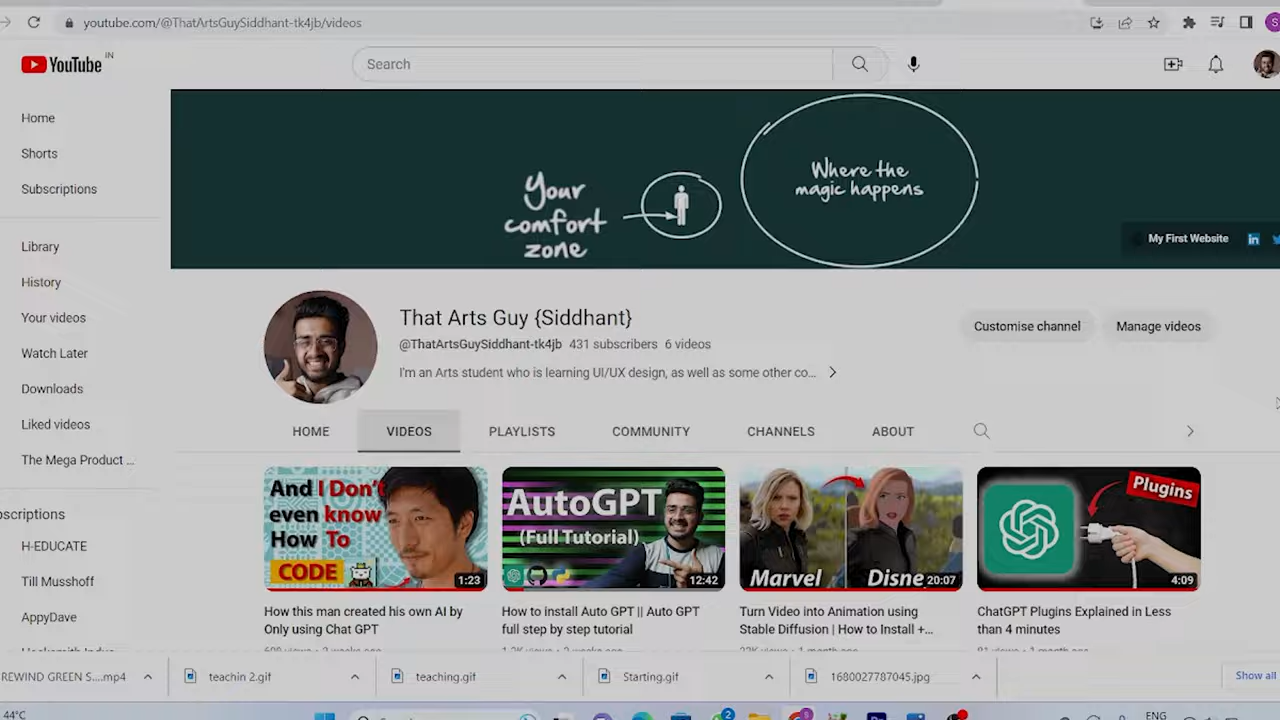 youtube.com/@ThatArtsGuySiddhant-tk4jb/videos
YouTube IN
Search
Home
Shorts
Subscriptions
Library
History
Your videos
Watch Later
Downloads
Liked videos
The Mega Product ...
bscriptions
H-EDUCATE
Till Musshoff
AppyDave
Your
comfort
zone
Where the
magic happens
My First Website
That Arts Guy {Siddhant}
@ThatArtsGuySiddhant-tk4jb 431 subscribers 6 videos
I'm an Arts student who is learning UI/UX design, as well as some other co...
Customise channel
Manage videos
HOME VIDEOS PLAYLISTS COMMUNITY CHANNELS ABOUT
And I Don't
even know
How To
CODE
1:23
How this man created his own AI by
Only using Chat GPT
AutoGPT
(Full Tutorial)
12:42
How to install Auto GPT || Auto GPT
full step by step tutorial
Marvel Disne
20:07
Turn Video into Animation using
Stable Diffusion | How to Install +...
Plugins
4:09
ChatGPT Plugins Explained in Less
than 4 minutes
REWIND GREEN S....mp4
teachin 2.gif
teaching.gif
Starting.gif
1680027787045.jpg
Show all
44°C
2
ENG